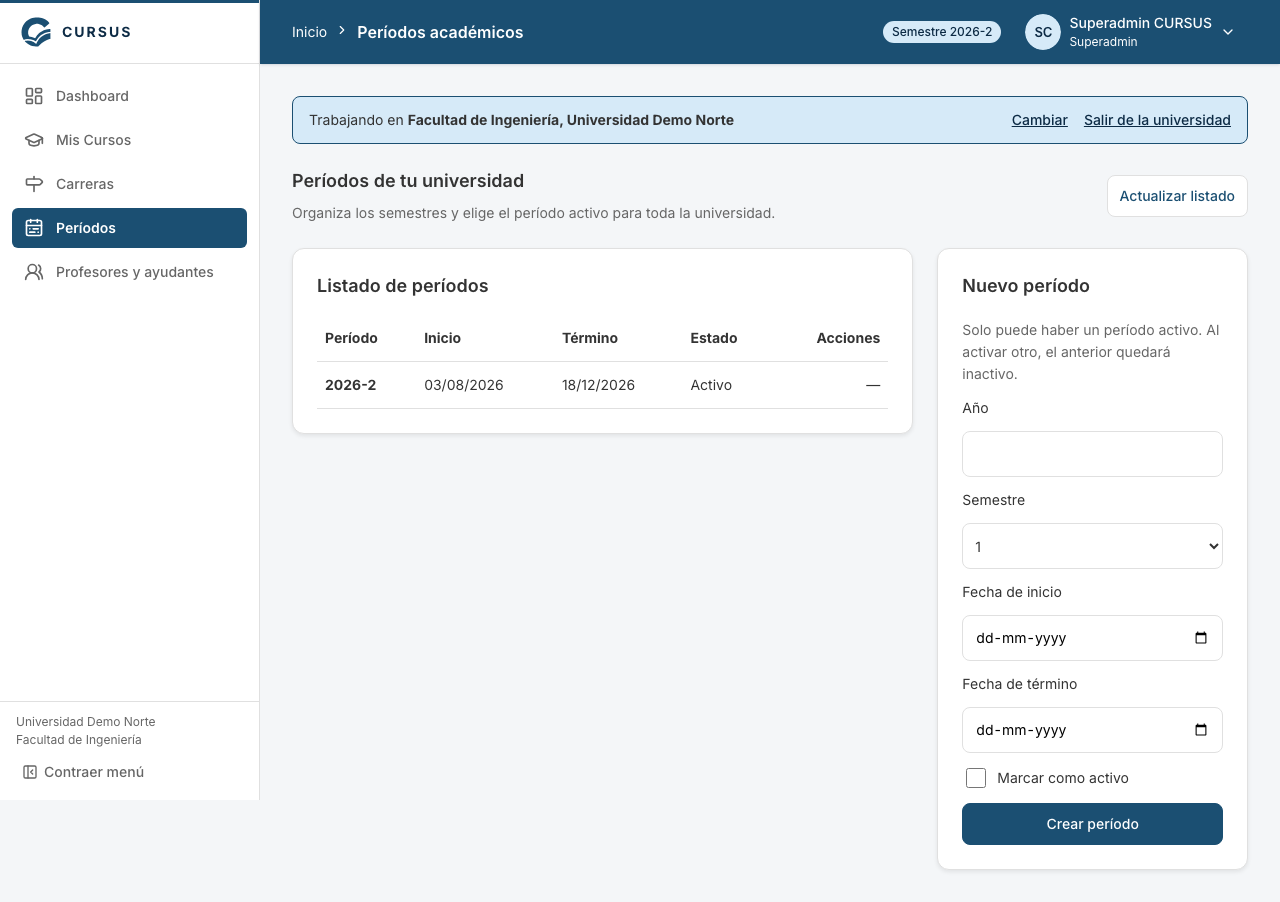 CURSUS
Inicio > Períodos académicos
Semestre 2026-2
SC
Superadmin CURSUS
Superadmin
Dashboard
Mis Cursos
Carreras
Períodos
Profesores y ayudantes
Universidad Demo Norte
Facultad de Ingeniería
Contraer menú
Trabajando en Facultad de Ingeniería, Universidad Demo Norte
Cambiar
Salir de la universidad
Períodos de tu universidad
Organiza los semestres y elige el período activo para toda la universidad.
Actualizar listado
Listado de períodos
Período Inicio Término Estado Acciones
2026-2 03/08/2026 18/12/2026 Activo —
Nuevo período
Solo puede haber un período activo. Al
activar otro, el anterior quedará
inactivo.
Año
Semestre
1
Fecha de inicio
dd-mm-yyyy
Fecha de término
dd-mm-yyyy
Marcar como activo
Crear período